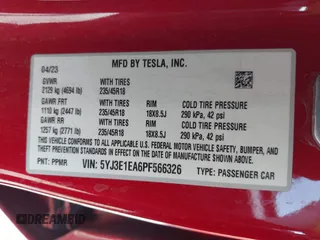 MFD BY TESLA, INC.
04/23
GVWR WITH TIRES
2129 kg (4694 lb) 235/45R18
GAWR FRT WITH TIRES RIM COLD TIRE PRESSURE
1110 kg (2447 lb) 235/45R18 18X8.5J 290 kPa, 42 psi
GAWR RR WITH TIRES RIM COLD TIRE PRESSURE
1257 kg (2771 lb) 235/45R18 18X8.5J 290 kPa, 42 psi
THIS VEHICLE CONFORMS TO ALL APPLICABLE U.S. FEDERAL MOTOR VEHICLE
SAFETY, BUMPER, AND THEFT PREVENTION STANDARDS IN EFFECT
ON THE DATE OF MANUFACTURE SHOWN ABOVE.
VIN: 5YJ3E1EA6PF566326
PNT: PPMR TYPE: PASSENGER CAR
DREAMBID